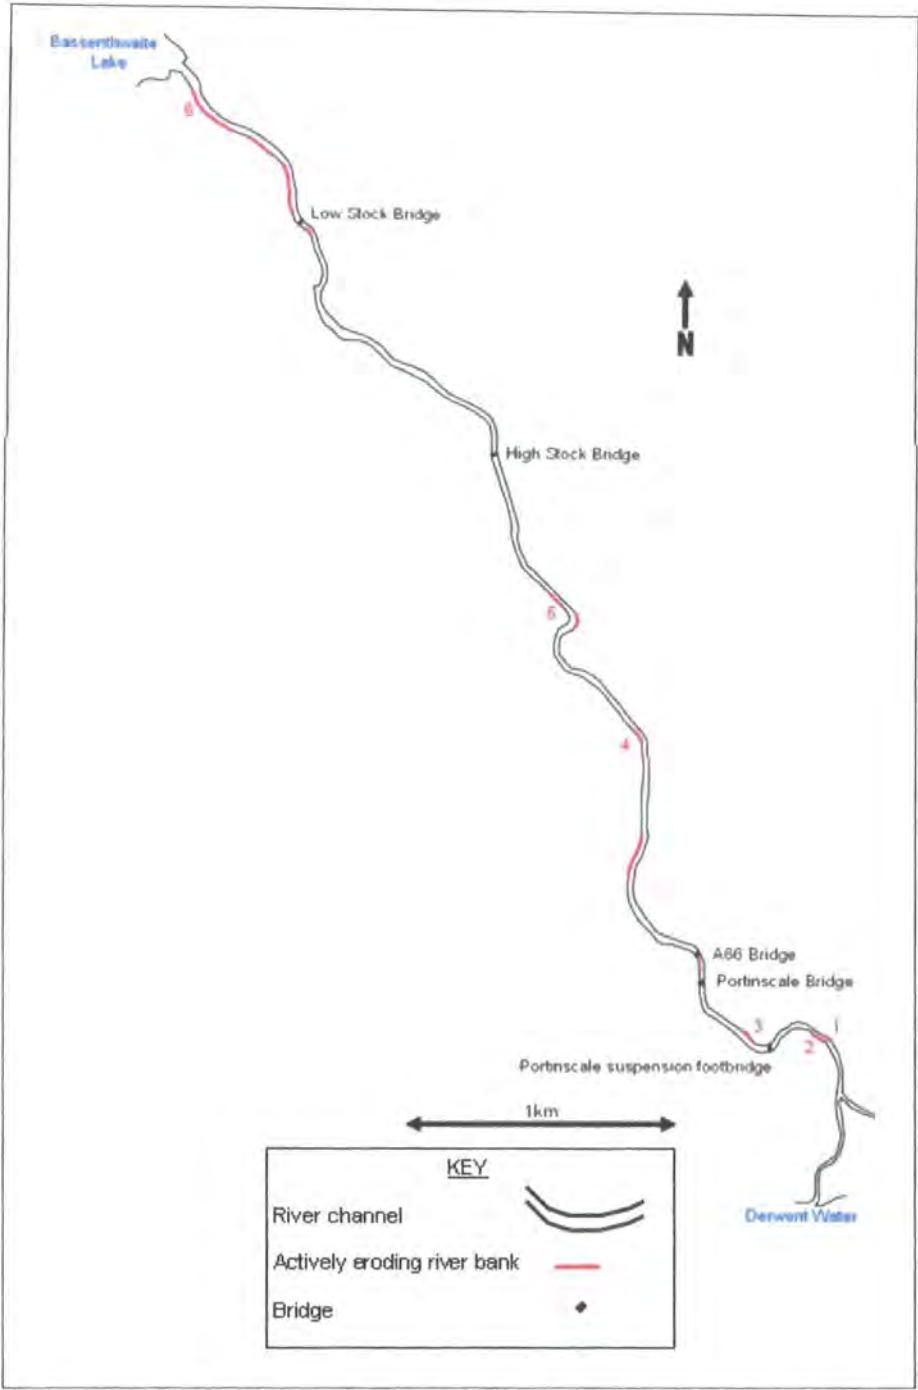 Bassenthwaite
Lake
6
Low Stock Bridge
N
High Stock Bridge
5
4
A66 Bridge
Portinscale Bridge
3
1
2
Portinscale suspension footbridge
1km
KEY
River channel
Actively eroding river bank
Bridge
Derwent Water